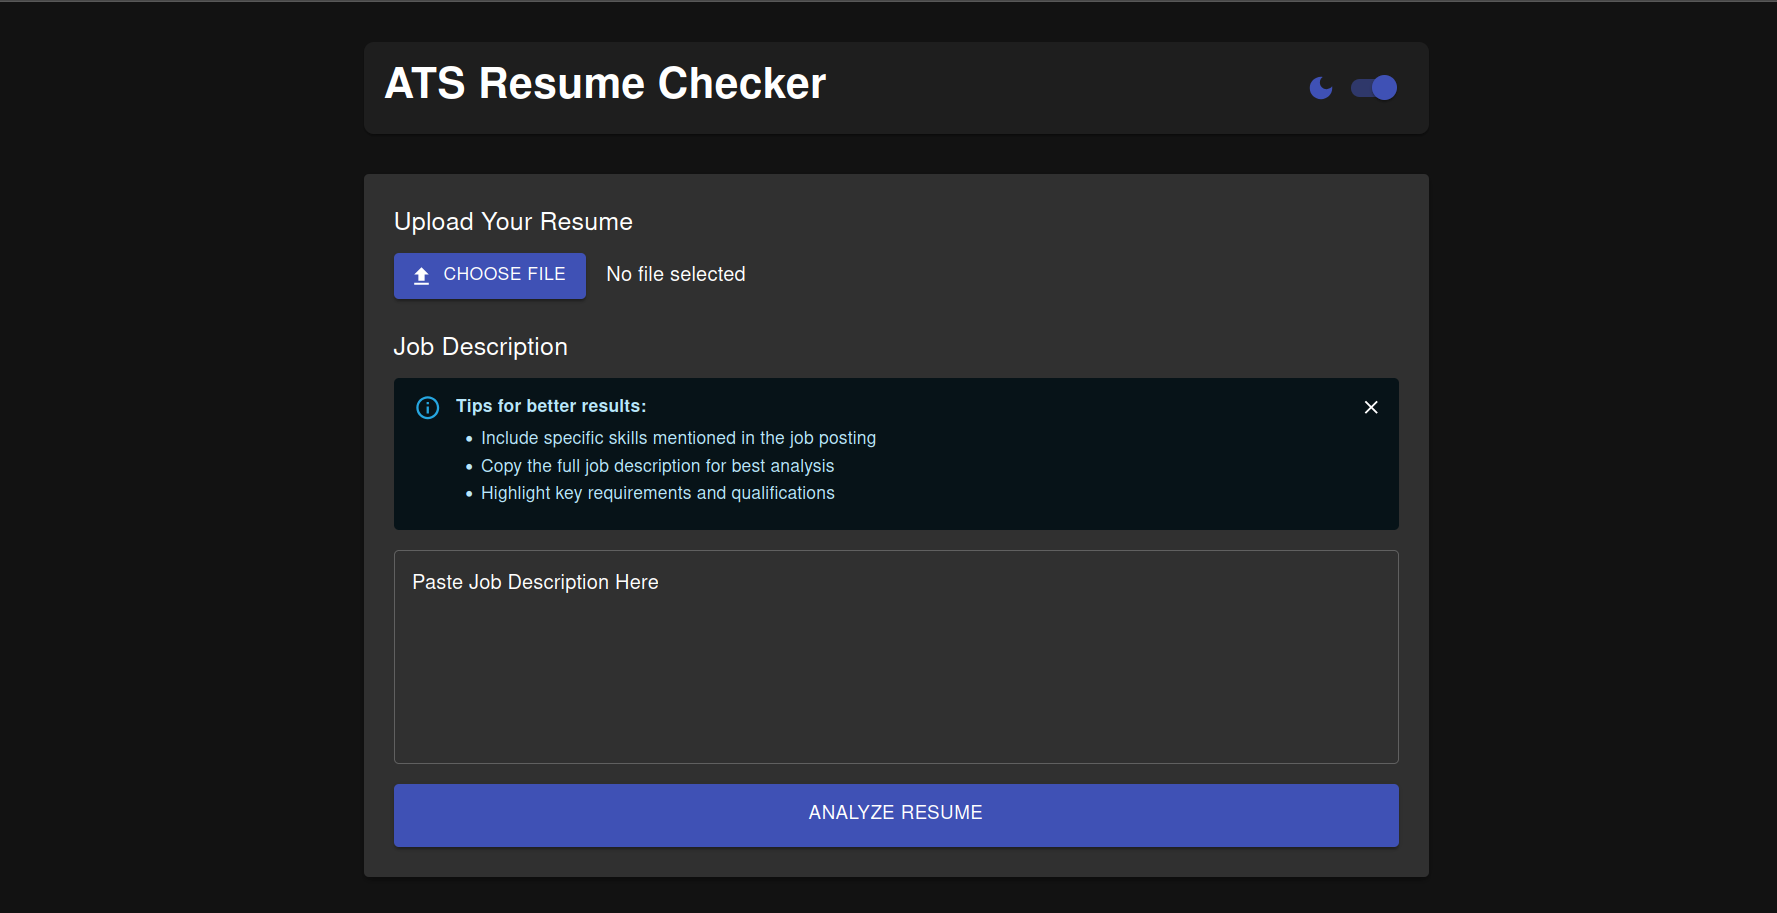 ATS Resume Checker
Upload Your Resume
CHOOSE FILE No file selected
Job Description
Tips for better results:
Include specific skills mentioned in the job posting
Copy the full job description for best analysis
Highlight key requirements and qualifications
Paste Job Description Here
ANALYZE RESUME